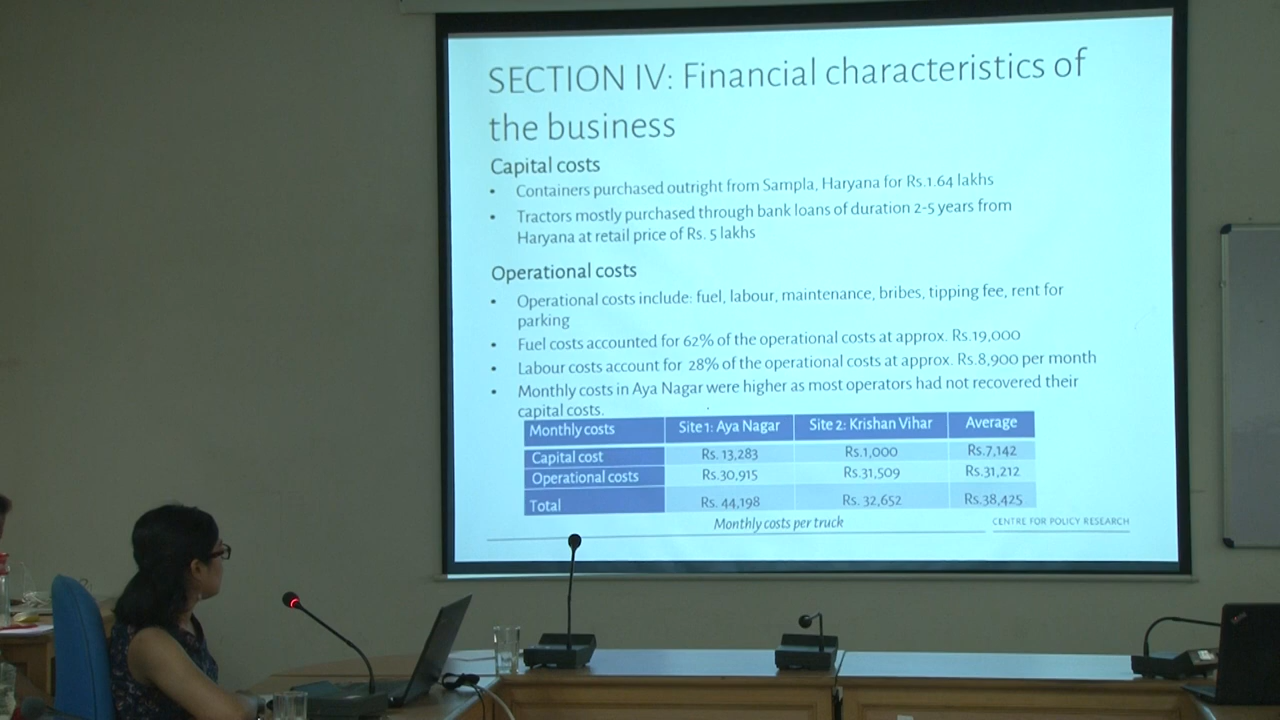 SECTION IV: Financial characteristics of
the business
Capital costs
• Containers purchased outright from Sampla, Haryana for Rs.1.64 lakhs
• Tractors mostly purchased through bank loans of duration 2-5 years from
Haryana at retail price of Rs. 5 lakhs
Operational costs
• Operational costs include: fuel, labour, maintenance, bribes, tipping fee, rent for
parking
• Fuel costs accounted for 62% of the operational costs at approx. Rs.19,000
• Labour costs account for 28% of the operational costs at approx. Rs.8,900 per month
• Monthly costs in Aya Nagar were higher as most operators had not recovered their
capital costs.
Monthly costs Site 1: Aya Nagar Site 2: Krishan Vihar Average
Capital cost Rs. 13,283 Rs.1,000 Rs.7,142
Operational costs Rs.30,915 Rs.31,509 Rs.31,212
Total Rs. 44,198 Rs. 32,652 Rs.38,425
Monthly costs per truck
CENTRE FOR POLICY RESEARCH